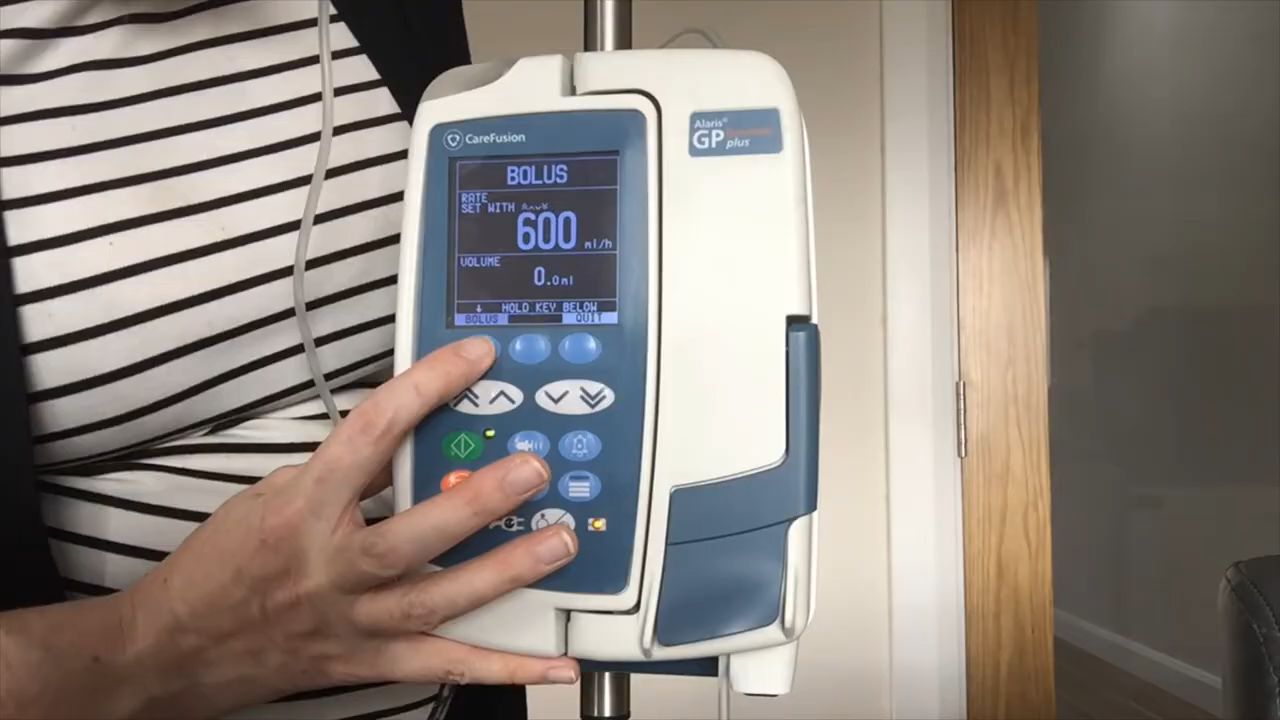 CareFusion
Alaris®
GP
plus
BOLUS
RATE
SET WITH
600 ml/h
VOLUME
0.0ml
HOLD KEY BELOW
BOLUS QUIT